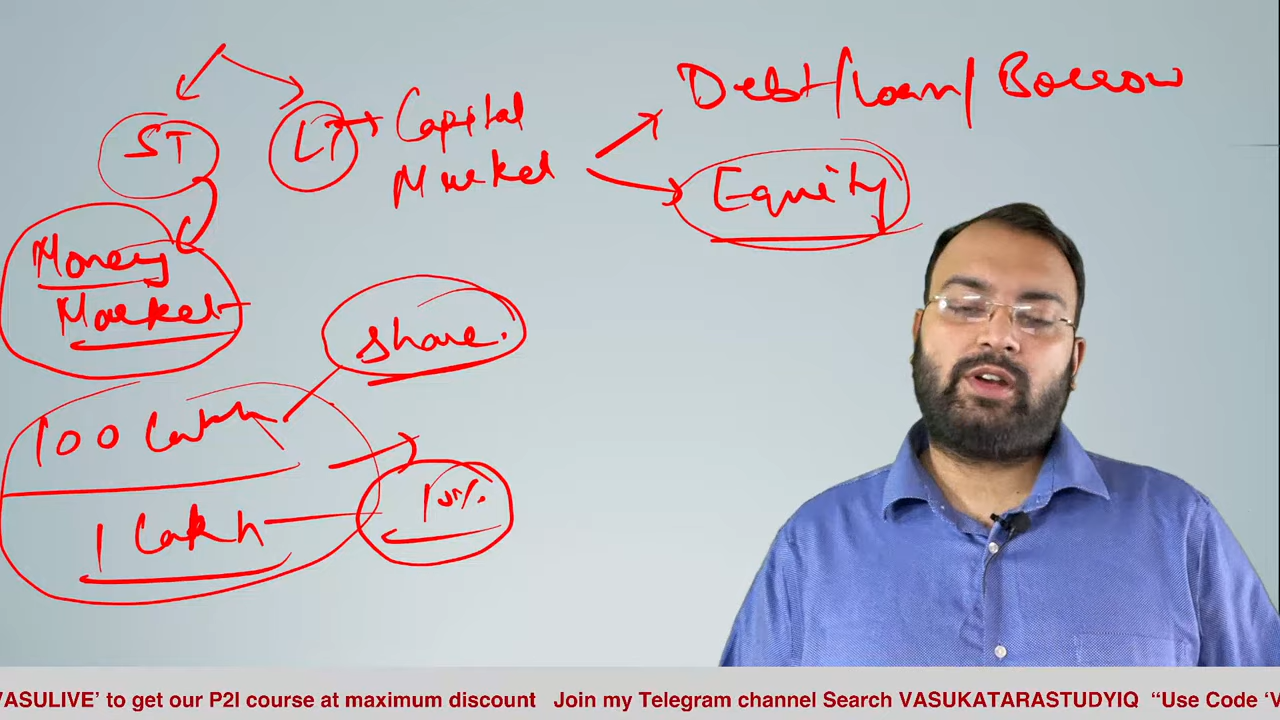 ST
LT
Capital
Market
Debt/Loan/Borrow
Equity
Money
Market
Share.
100 Lakh
1 Lakh
10%
VASULIVE’ to get our P2I course at maximum discount Join my Telegram channel Search VASUKATARASTUDYIQ “Use Code ‘V